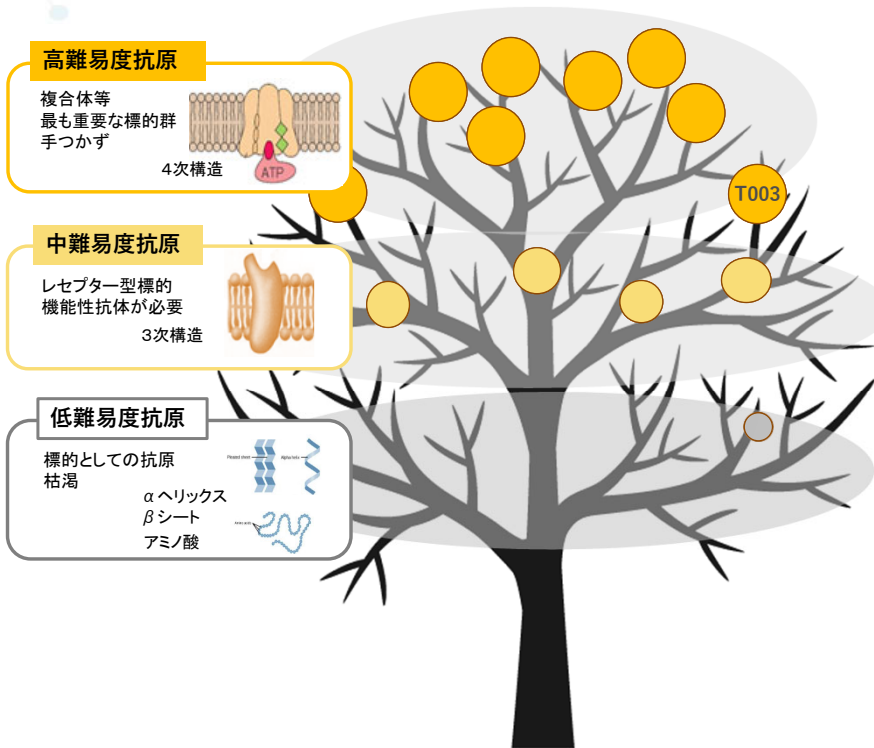 高難易度抗原
複合体等
最も重要な標的群
手つかず
4次構造
ATP
T003
中難易度抗原
レセプター型標的
機能性抗体が必要
3次構造
低難易度抗原
標的としての抗原
枯渇
Pleated sheet
Alpha helix
αヘリックス
βシート
アミノ酸